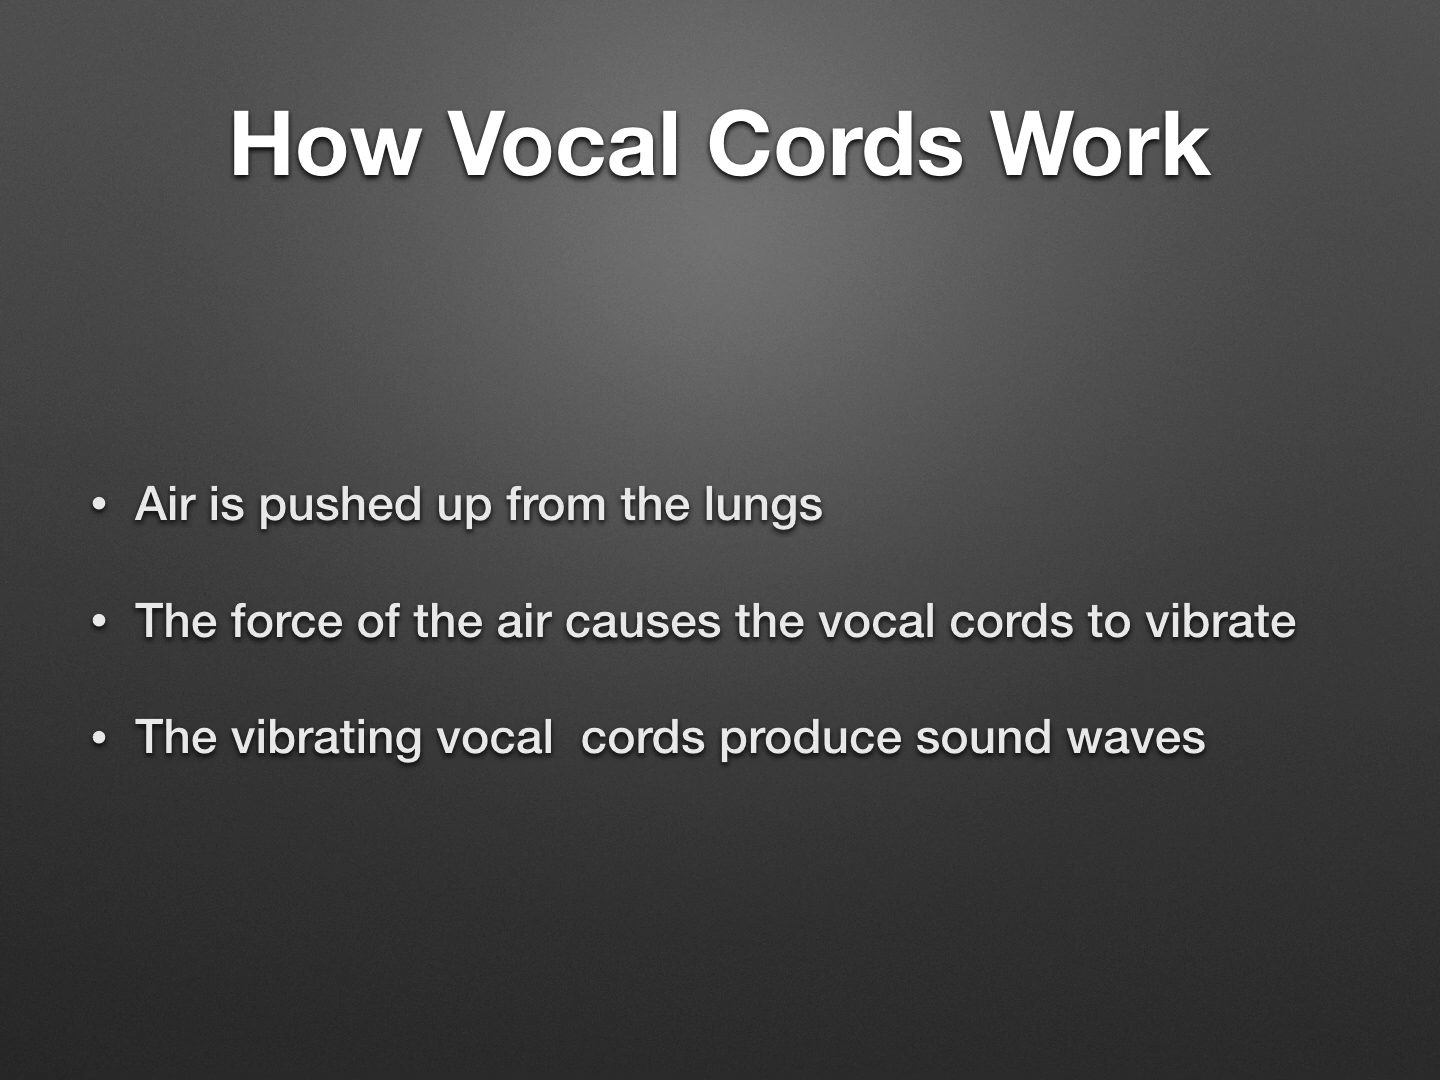 How Vocal Cords Work
• Air is pushed up from the lungs
• The force of the air causes the vocal cords to vibrate
• The vibrating vocal  cords produce sound waves